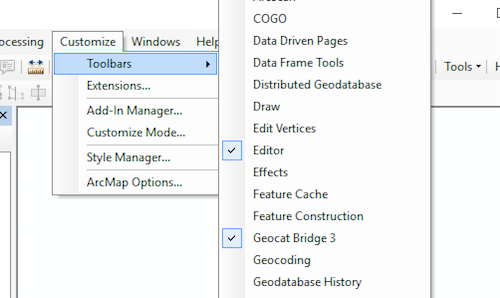 COGO
ocessing Customize Windows Help
Data Driven Pages
Toolbars
Data Frame Tools
Tools
Extensions...
Distributed Geodatabase
Add-In Manager...
Draw
Customize Mode...
Edit Vertices
Style Manager...
Editor
ArcMap Options...
Effects
Feature Cache
Feature Construction
Geocat Bridge 3
Geocoding
Geodatabase History